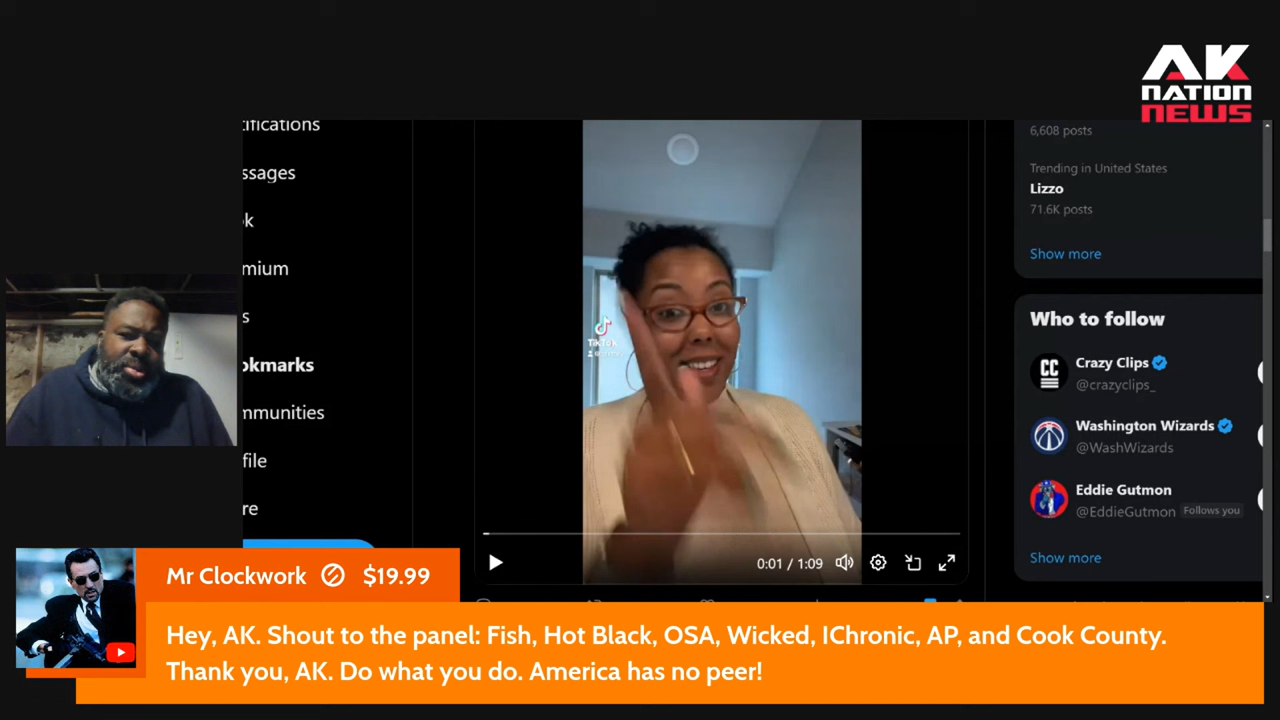 AK
NATION
NEWS
tifications
ssages
k
mium
s
okmarks
mmunities
file
re
TikTok
6,608 posts
Trending in United States
Lizzo
71.6K posts
Show more
Who to follow
CC
Crazy Clips
@crazyclips_
Washington Wizards
@WashWizards
Eddie Gutmon
@EddieGutmon Follows you
Show more
0:01 / 1:09
Mr Clockwork $19.99
Hey, AK. Shout to the panel: Fish, Hot Black, OSA, Wicked, IChronic, AP, and Cook County.
Thank you, AK. Do what you do. America has no peer!